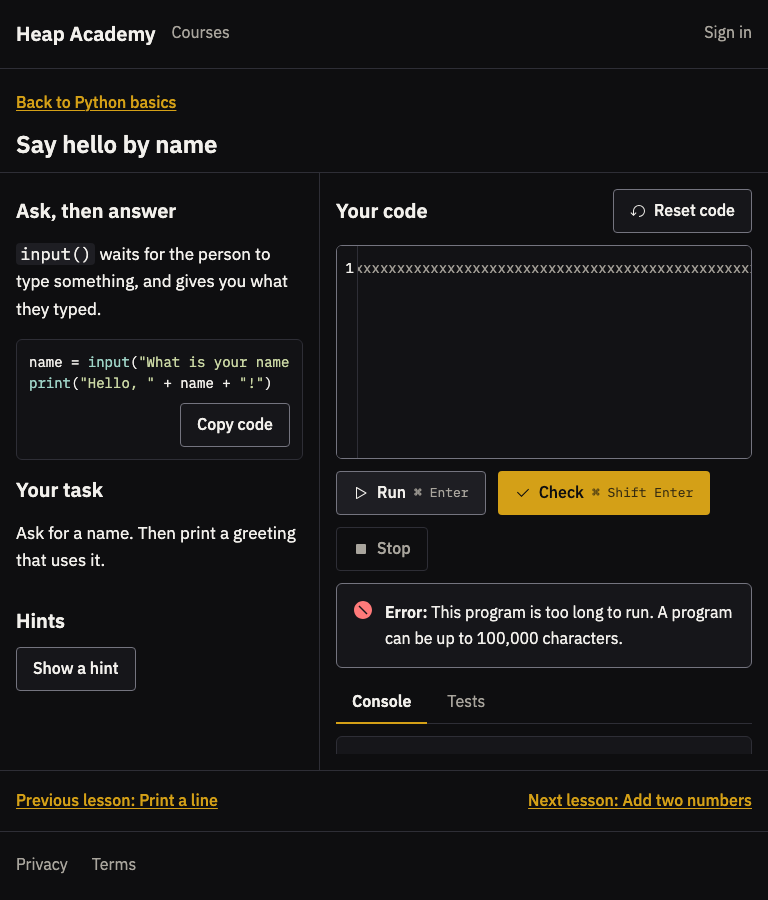 Heap Academy Courses Sign in
Back to Python basics
Say hello by name
Ask, then answer
input() waits for the person to
type something, and gives you what
they typed.
name = input("What is your name
print("Hello, " + name + "!")
Copy code
Your task
Ask for a name. Then print a greeting
that uses it.
Hints
Show a hint
Your code
Reset code
1
Run ⌘ Enter
Check ⌘ Shift Enter
Stop
Error: This program is too long to run. A program
can be up to 100,000 characters.
Console Tests
Previous lesson: Print a line
Next lesson: Add two numbers
Privacy Terms